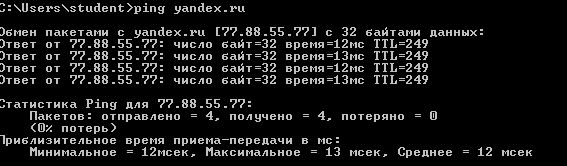 C:\Users\student>ping yandex.ru
Обмен пакетами с yandex.ru [77.88.55.77] с 32 байтами данных:
Ответ от 77.88.55.77: число байт=32 время=12мс TTL=249
Ответ от 77.88.55.77: число байт=32 время=13мс TTL=249
Ответ от 77.88.55.77: число байт=32 время=12мс TTL=249
Ответ от 77.88.55.77: число байт=32 время=13мс TTL=249
Статистика Ping для 77.88.55.77:
Пакетов: отправлено = 4, получено = 4, потеряно = 0
(0% потерь)
Приблизительное время приема-передачи в мс:
Минимальное = 12мсек, Максимальное = 13 мсек, Среднее = 12 мсек